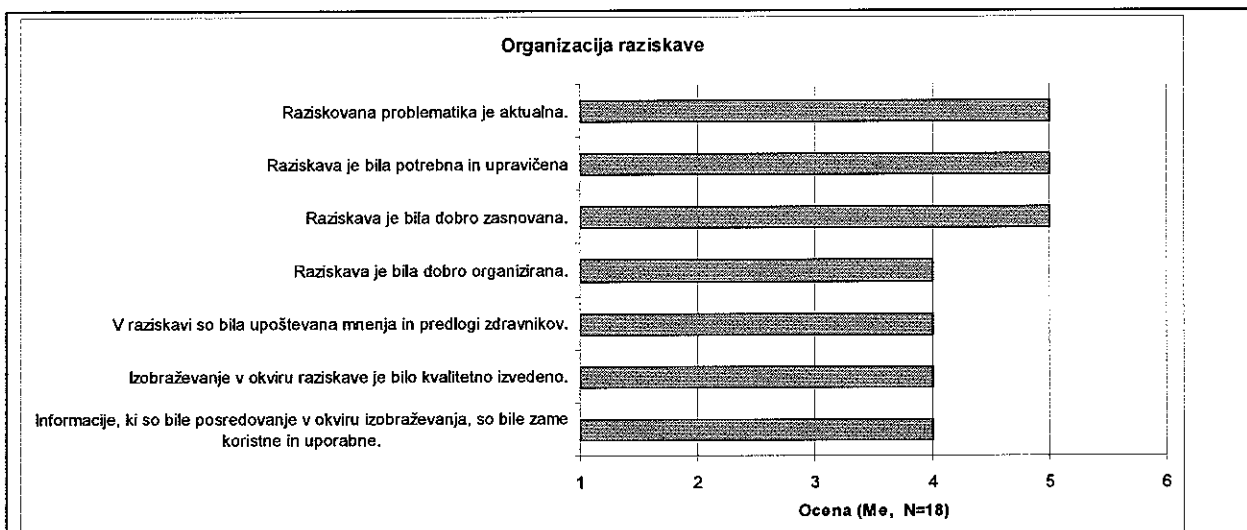 Organizacija raziskave
Raziskovana problematika je aktualna.
Raziskava je bila potrebna in upravičena
Raziskava je bila dobro zasnovana.
Raziskava je bila dobro organizirana.
V raziskavi so bila upoštevana mnenja in predlogi zdravnikov.
Izobraževanje v okviru raziskave je bilo kvalitetno izvedeno.
Informacije, ki so bile posredovanje v okviru izobraževanja, so bile zame
koristne in uporabne.
1 2 3 4 5 6
Ocena (Me, N=18)